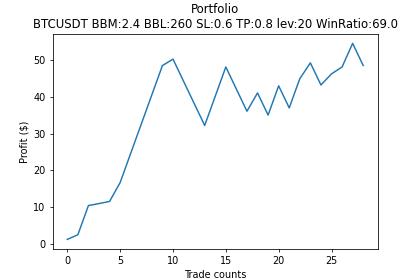 Portfolio
BTCUSDT BBM:2.4 BBL:260 SL:0.6 TP:0.8 lev:20 WinRatio:69.0
50
40
30
20
10
0
Profit ($)
0 5 10 15 20 25
Trade counts